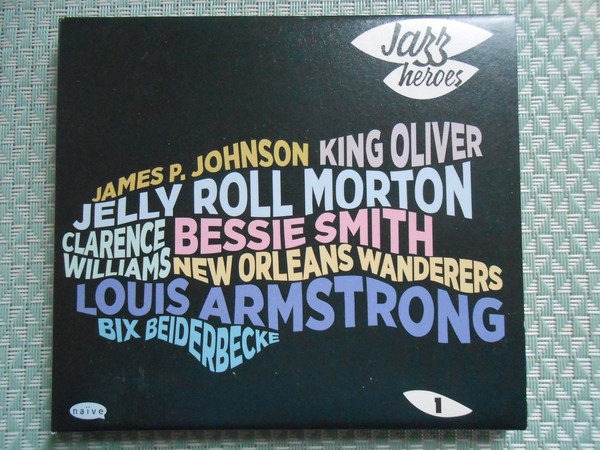 Jazz
heroes
JAMES P. JOHNSON KING OLIVER
JELLY ROLL MORTON
CLARENCE
WILLIAMS
BESSIE SMITH
NEW ORLEANS WANDERERS
LOUIS ARMSTRONG
BIX BEIDERBECKE
naïve
1